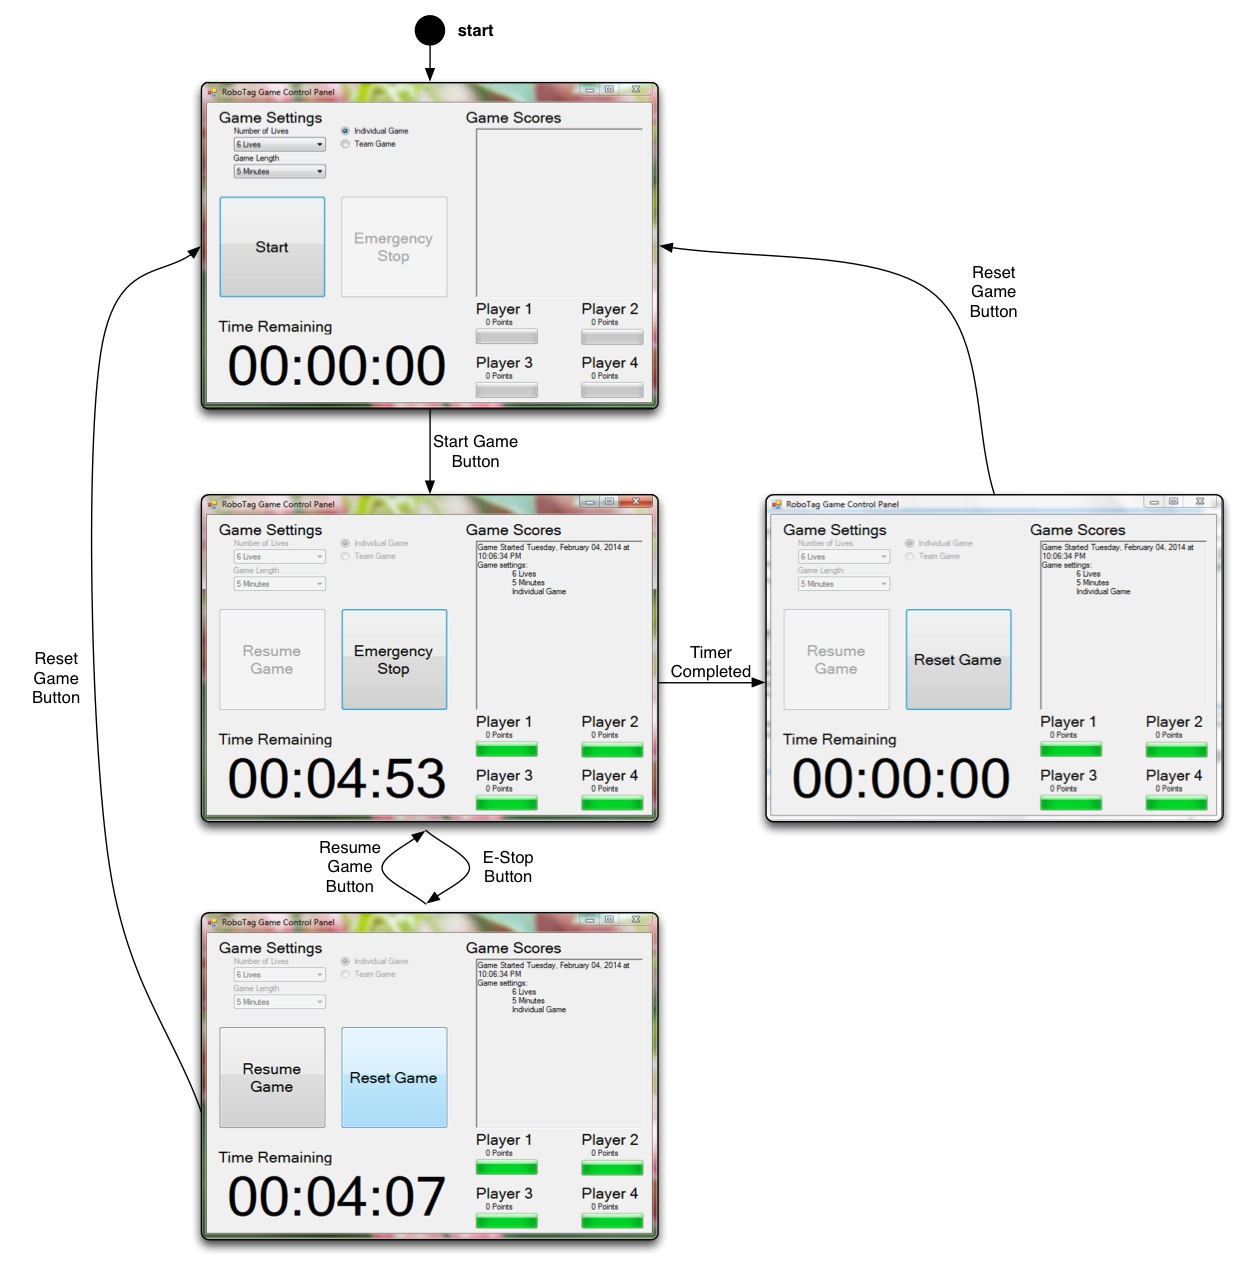 start
RoboTag Game Control Panel
Game Settings
Number of Lives
6 Lives
Game Length
5 Minutes
Individual Game
Team Game
Start
Emergency
Stop
Time Remaining
00:00:00
Game Scores
Player 1
0 Points
Player 2
0 Points
Player 3
0 Points
Player 4
0 Points
Reset
Game
Button
Start Game
Button
RoboTag Game Control Panel
Game Settings
Number of Lives
6 Lives
Game Length
5 Minutes
Individual Game
Team Game
Resume
Game
Emergency
Stop
Time Remaining
00:04:53
Game Scores
Game Started Tuesday, February 04, 2014 at
10:06:34 PM
Game settings:
6 Lives
5 Minutes
Individual Game
Player 1
0 Points
Player 2
0 Points
Player 3
0 Points
Player 4
0 Points
Timer
Completed
RoboTag Game Control Panel
Game Settings
Number of Lives
6 Lives
Game Length
5 Minutes
Individual Game
Team Game
Resume
Game
Reset Game
Time Remaining
00:00:00
Game Scores
Game Started Tuesday, February 04, 2014 at
10:06:34 PM
Game settings:
6 Lives
5 Minutes
Individual Game
Player 1
0 Points
Player 2
0 Points
Player 3
0 Points
Player 4
0 Points
Reset
Game
Button
Resume
Game
Button
E-Stop
Button
RoboTag Game Control Panel
Game Settings
Number of Lives
6 Lives
Game Length
5 Minutes
Individual Game
Team Game
Resume
Game
Reset Game
Time Remaining
00:04:07
Game Scores
Game Started Tuesday, February 04, 2014 at
10:06:34 PM
Game settings:
6 Lives
5 Minutes
Individual Game
Player 1
0 Points
Player 2
0 Points
Player 3
0 Points
Player 4
0 Points